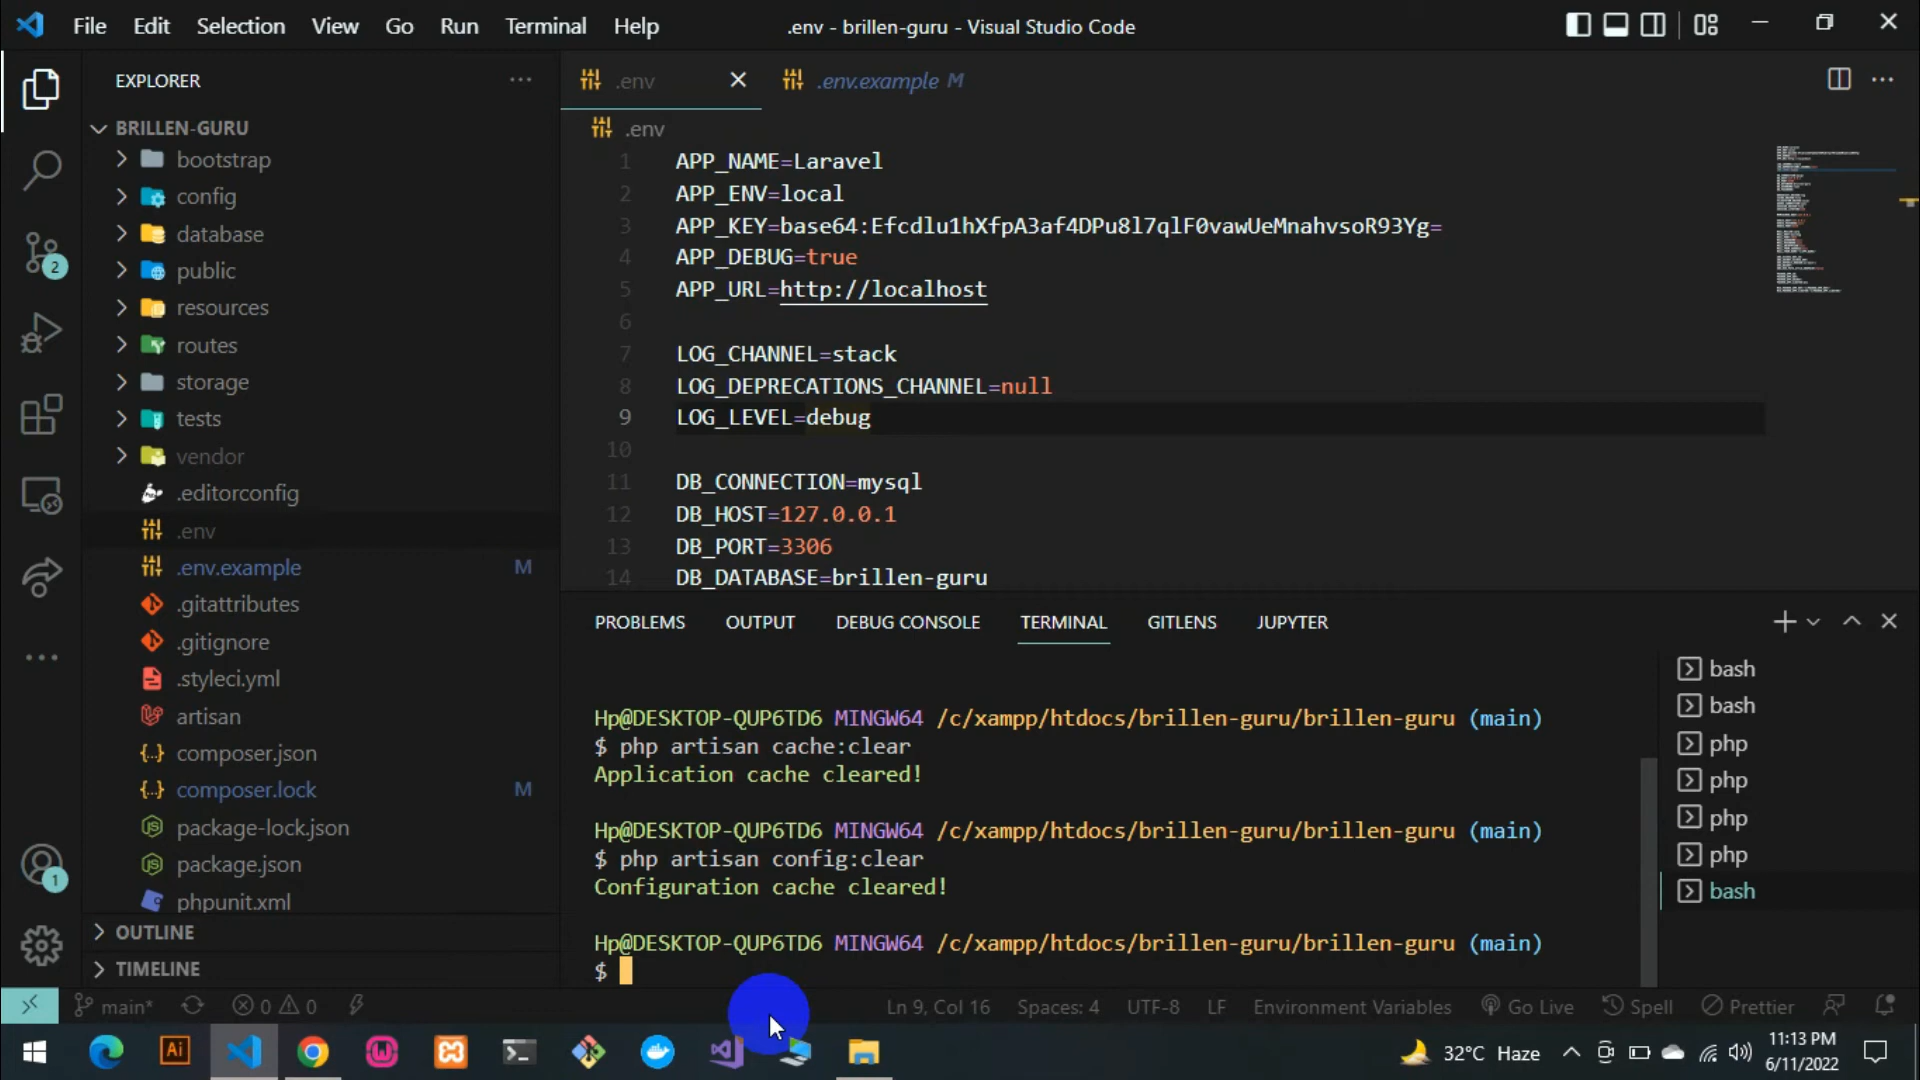 File Edit Selection View Go Run Terminal Help
.env - brillen-guru - Visual Studio Code
EXPLORER
BRILLEN-GURU
bootstrap
config
database
public
resources
routes
storage
tests
vendor
.editorconfig
.env
.env.example M
.gitattributes
.gitignore
.styleci.yml
artisan
composer.json
composer.lock M
package-lock.json
package.json
phpunit.xml
OUTLINE
TIMELINE
2
1
.env
.env.example M
.env
1 APP_NAME=Laravel
2 APP_ENV=local
3 APP_KEY=base64:Efcdlu1hXfpA3af4DPu8l7qlF0vawUeMnahvsoR93Yg=
4 APP_DEBUG=true
5 APP_URL=http://localhost
6
7 LOG_CHANNEL=stack
8 LOG_DEPRECATIONS_CHANNEL=null
9 LOG_LEVEL=debug
10
11 DB_CONNECTION=mysql
12 DB_HOST=127.0.0.1
13 DB_PORT=3306
14 DB_DATABASE=brillen-guru
PROBLEMS OUTPUT DEBUG CONSOLE TERMINAL GITLENS JUPYTER
Hp@DESKTOP-QUP6TD6 MINGW64 /c/xampp/htdocs/brillen-guru/brillen-guru (main)
$ php artisan cache:clear
Application cache cleared!
Hp@DESKTOP-QUP6TD6 MINGW64 /c/xampp/htdocs/brillen-guru/brillen-guru (main)
$ php artisan config:clear
Configuration cache cleared!
Hp@DESKTOP-QUP6TD6 MINGW64 /c/xampp/htdocs/brillen-guru/brillen-guru (main)
$
bash
bash
php
php
php
php
bash
main* 0 0 Ln 9, Col 16 Spaces: 4 UTF-8 LF Environment Variables Go Live Spell Prettier
Ai
32°C Haze
11:13 PM
6/11/2022